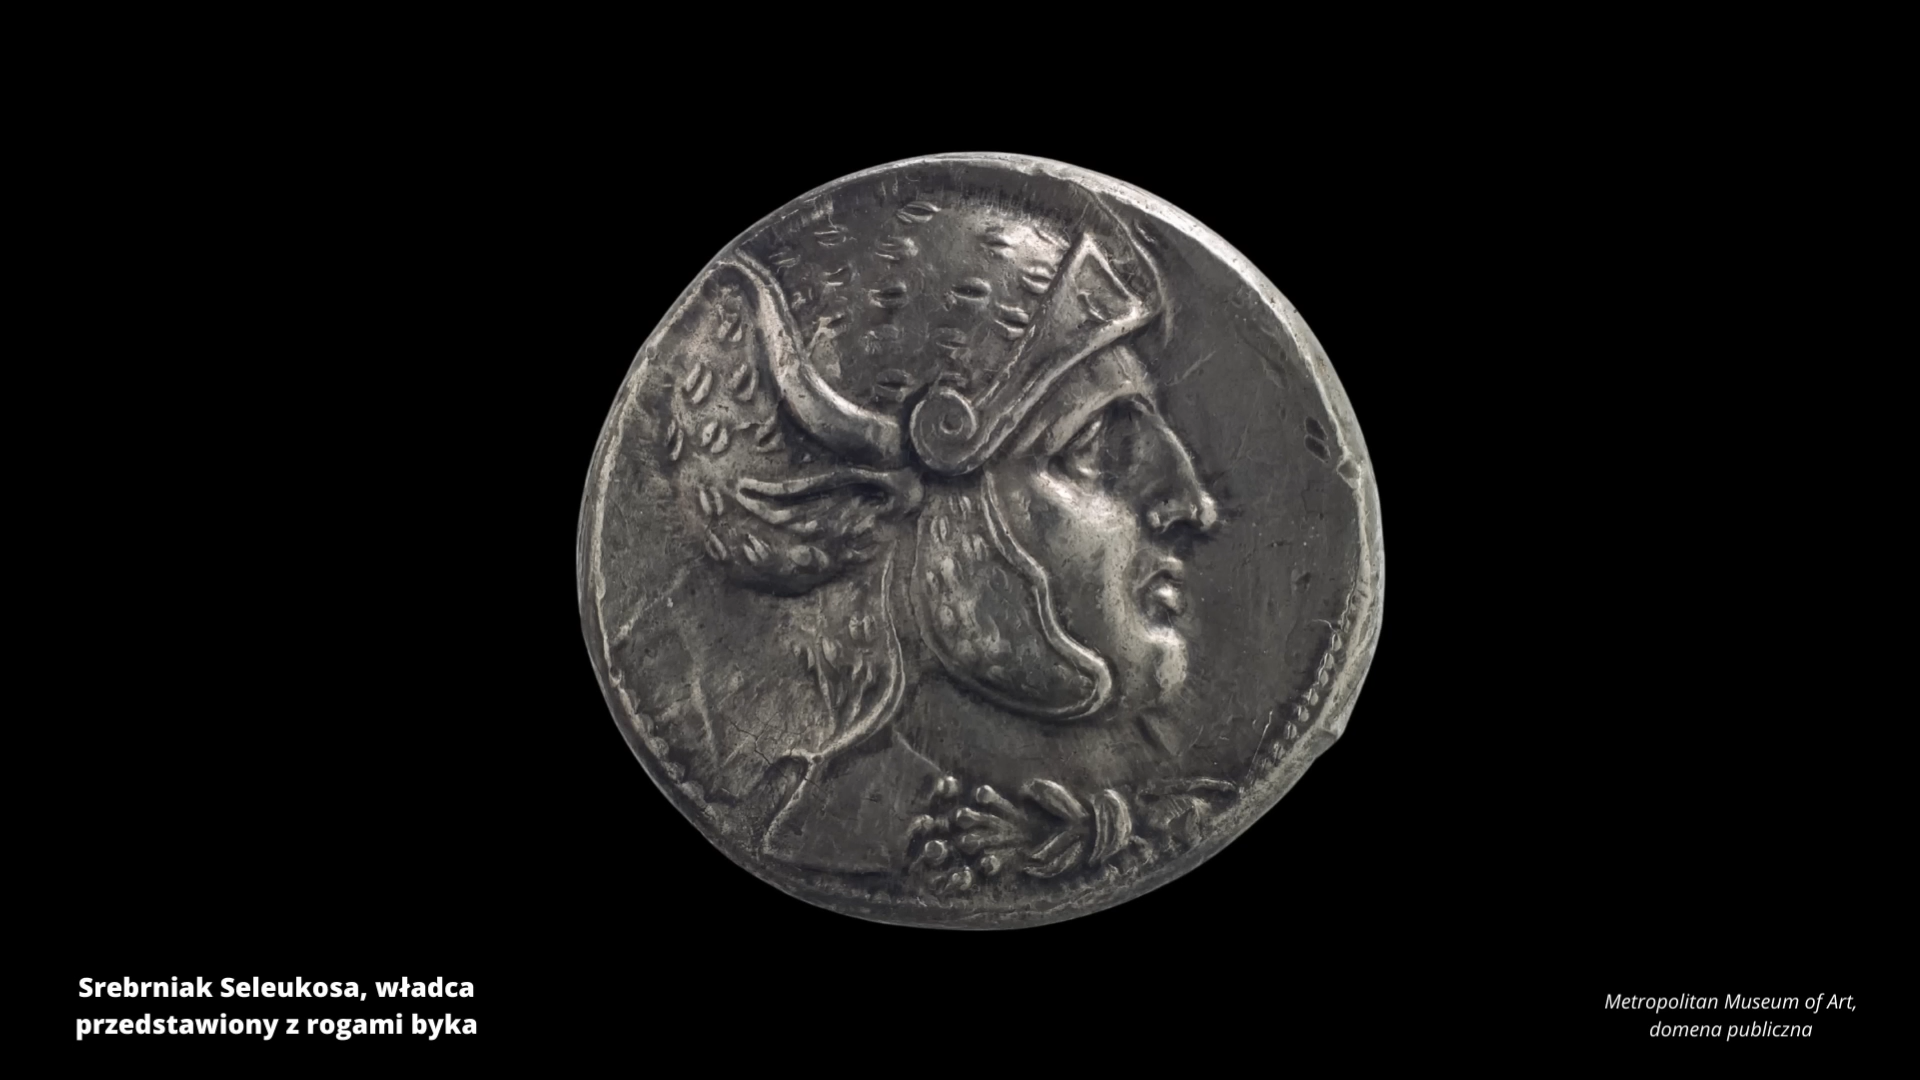 Srebrniak Seleukosa, władca
przedstawiony z rogami byka
Metropolitan Museum of Art,
domena publiczna